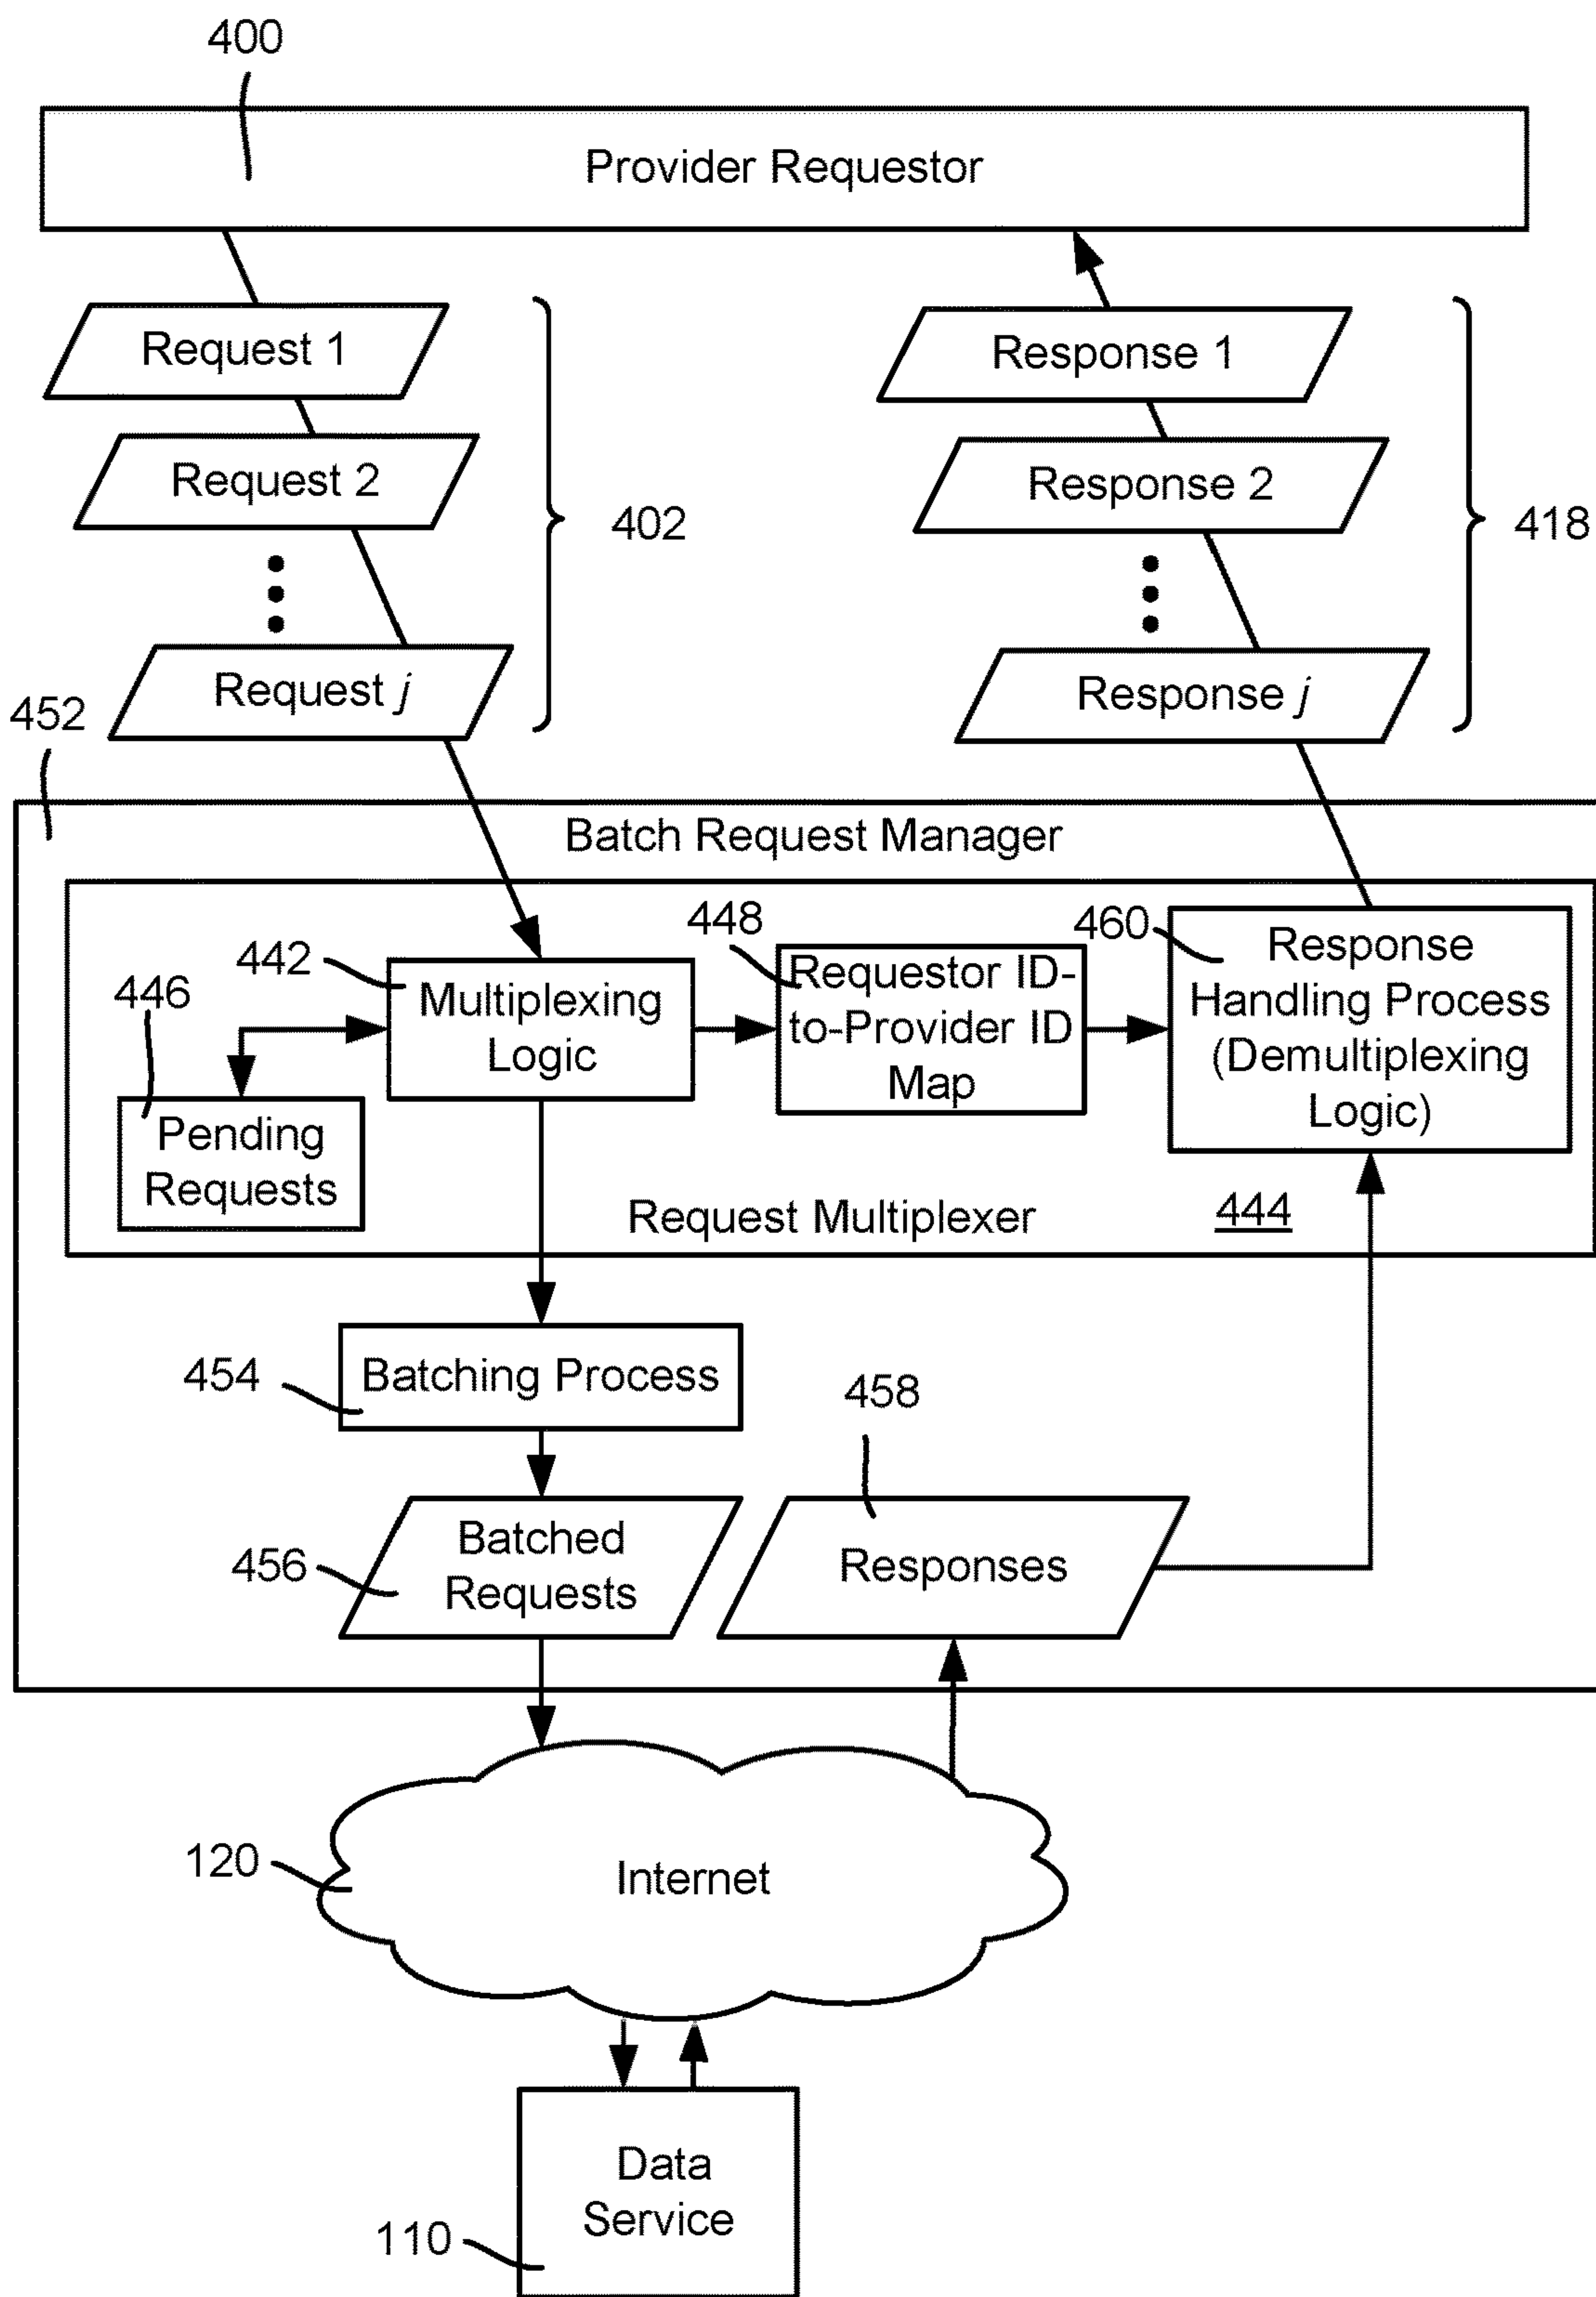 400
Provider Requestor
Request 1
Response 1
Request 2
Response 2
402
418
Request j
Response j
452
Batch Request Manager
448
460
Response
Handling Process
(Demultiplexing
Logic)
442
Multiplexing
Logic
Requestor ID-
to-Provider ID
Map
446
Pending
Requests
Request Multiplexer
444
Batching Process
454
458
Batched
Requests
456
Responses
120
Internet
Data
Service
110